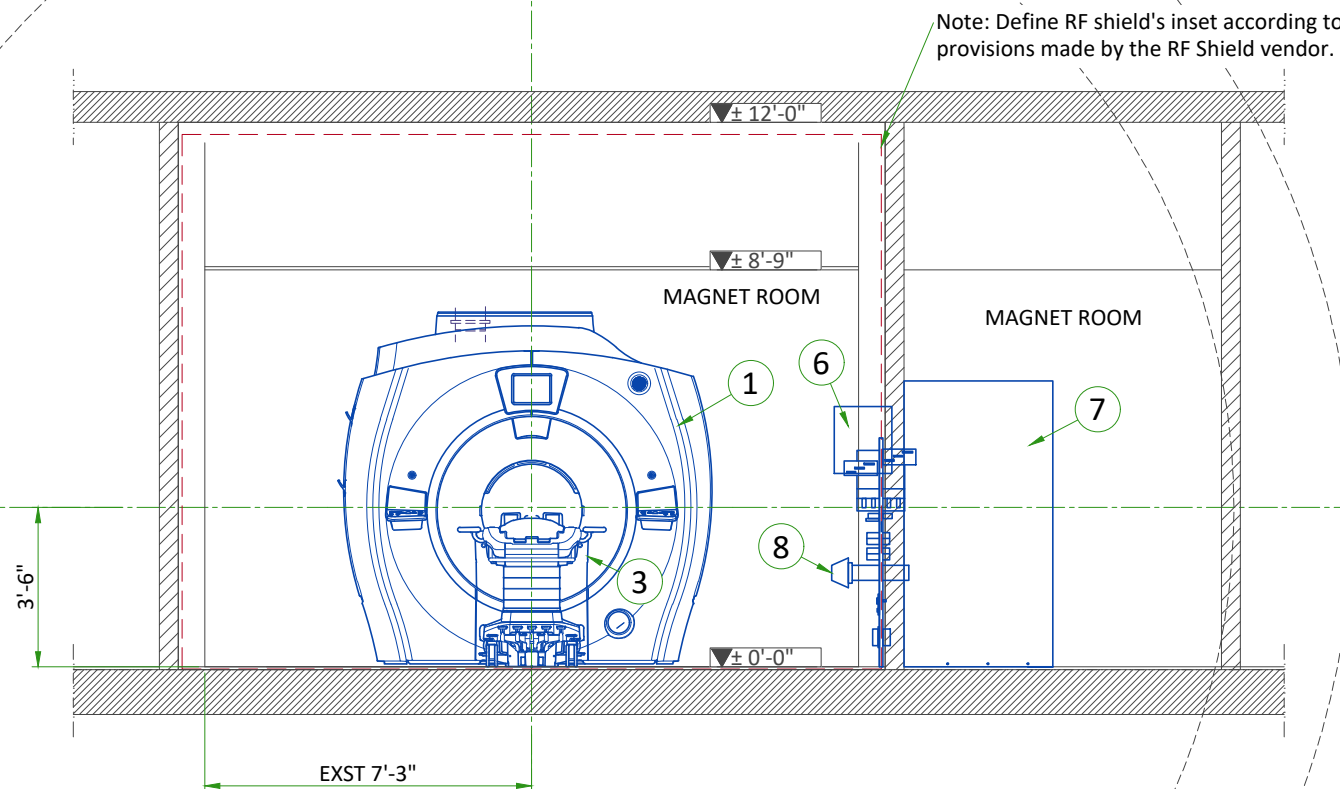 Note: Define RF shield's inset according to
provisions made by the RF Shield vendor.
± 12'-0"
± 8'-9"
MAGNET ROOM
MAGNET ROOM
1
6
7
8
3
3'-6"
± 0'-0"
EXST 7'-3"